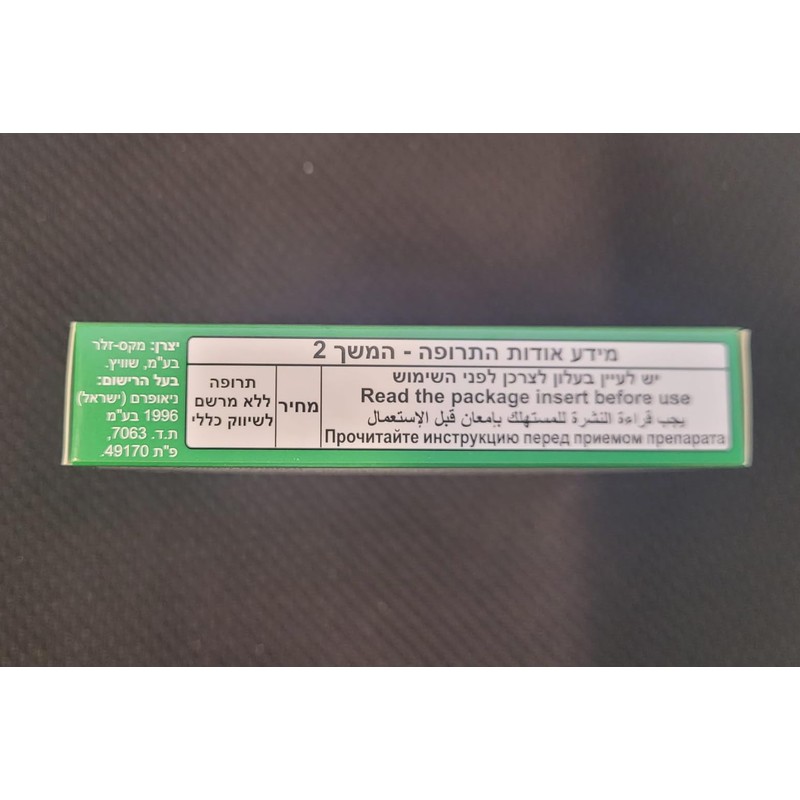 מידע אודות התרופה - המשך 2
יש לעיין בעלון לצרכן לפני השימוש
Read the package insert before use
يجب قراءة النشرة للمستهلك بإمعان قبل الإستعمال
Прочитайте инструкцию перед приемом препарата
מחיר
תרופה
ללא מרשם
לשיווק כללי
יצרן: מקס-זלר
בע"מ, שוויץ.
בעל הרישום:
ניאופרם (ישראל)
1996 בע"מ
ת.ד. 7063,
פ"ת 49170.